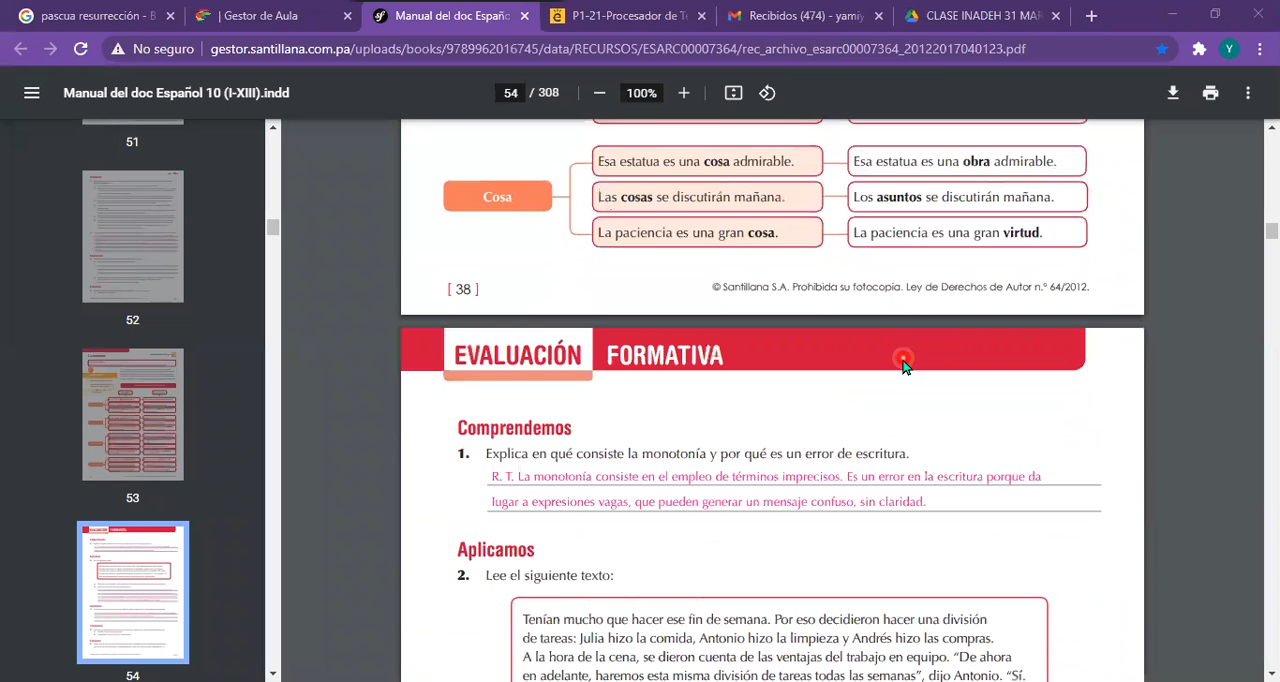 pascua resurrección - B
| Gestor de Aula
Manual del doc Españo
P1-21-Procesador de Te
Recibidos (474) - yamiy
CLASE INADEH 31 MAR
No seguro
gestor.santillana.com.pa/uploads/books/9789962016745/data/RECURSOS/ESARC00007364/rec_archivo_esarc00007364_20122017040123.pdf
Y
Manual del doc Español 10 (I-XIII).indd
54 / 308
100%
51
52
53
54
Cosa
Esa estatua es una cosa admirable.
Esa estatua es una obra admirable.
Las cosas se discutirán mañana.
Los asuntos se discutirán mañana.
La paciencia es una gran cosa.
La paciencia es una gran virtud.
[ 38 ]
© Santillana S.A. Prohibida su fotocopia. Ley de Derechos de Autor n.° 64/2012.
EVALUACIÓN FORMATIVA
Comprendemos
1. Explica en qué consiste la monotonía y por qué es un error de escritura.
R. T. La monotonía consiste en el empleo de términos imprecisos. Es un error en la escritura porque da
lugar a expresiones vagas, que pueden generar un mensaje confuso, sin claridad.
Aplicamos
2. Lee el siguiente texto:
Tenían mucho que hacer ese fin de semana. Por eso decidieron hacer una división
de tareas: Julia hizo la comida, Antonio hizo la limpieza y Andrés hizo las compras.
A la hora de la cena, se dieron cuenta de las ventajas del trabajo en equipo. “De ahora
en adelante, haremos esta misma división de tareas todas las semanas”, dijo Antonio. “Sí.